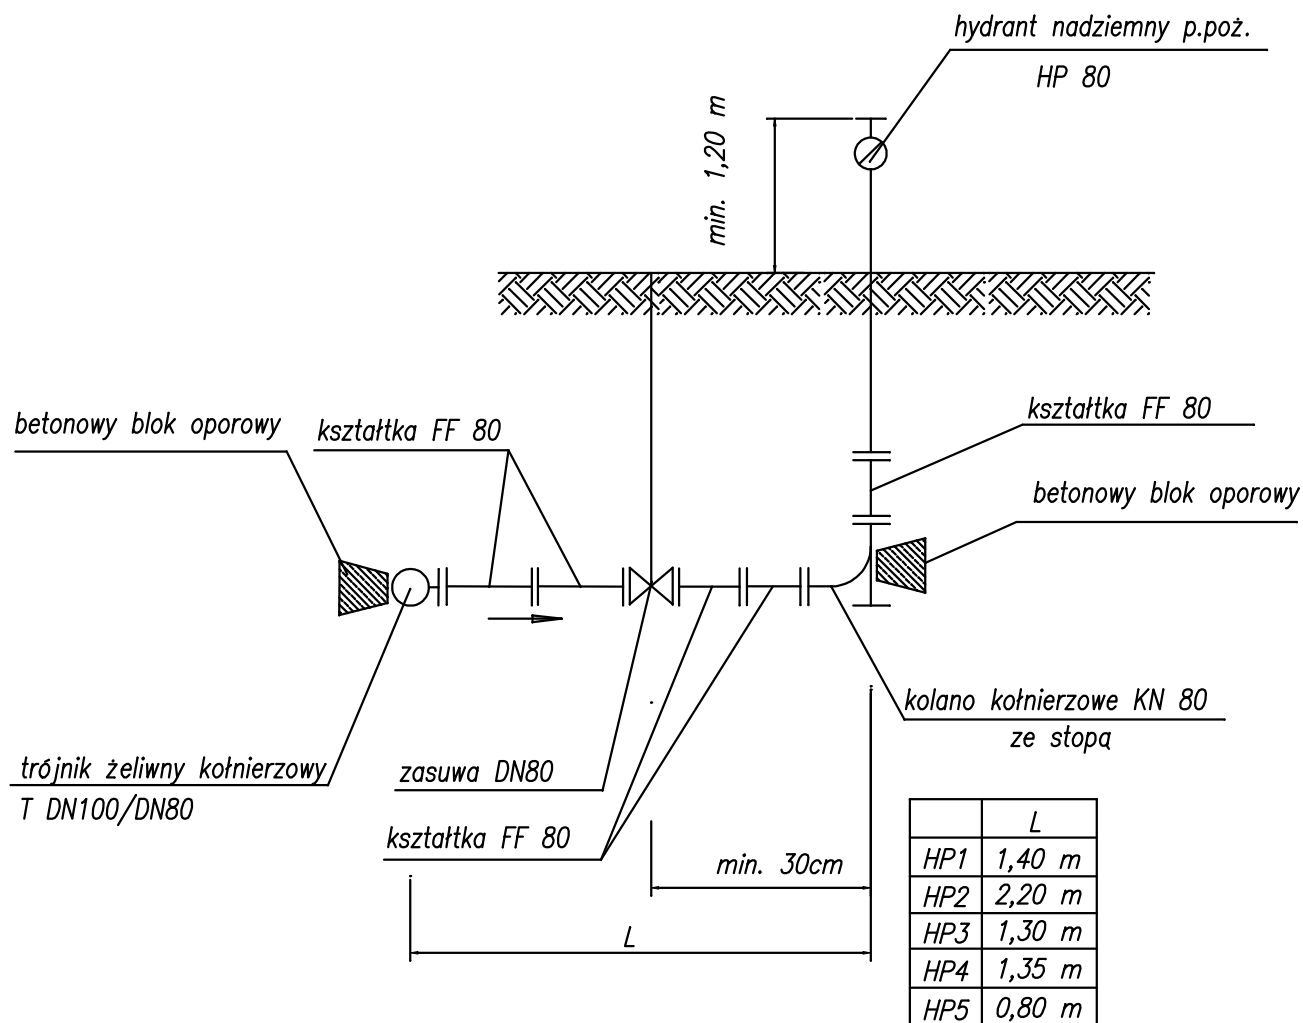 hydrant nadziemny p.poż.
HP 80
min. 1,20 m
betonowy blok oporowy
kształtka FF 80
kształtka FF 80
betonowy blok oporowy
kolano kołnierzowe KN 80
ze stopą
trójnik żeliwny kołnierzowy
T DN100/DN80
zasuwa DN80
kształtka FF 80
min. 30cm
L
L
HP1 1,40 m
HP2 2,20 m
HP3 1,30 m
HP4 1,35 m
HP5 0,80 m